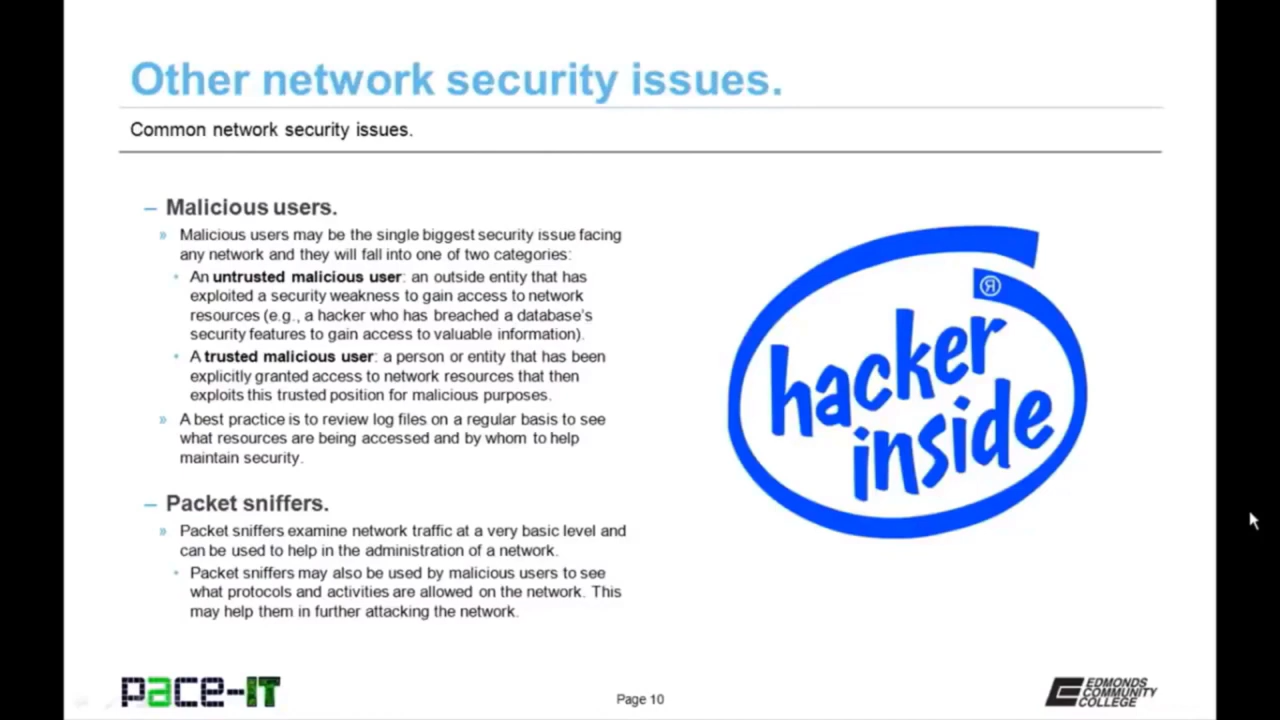 Other network security issues.
Common network security issues.
– Malicious users.
» Malicious users may be the single biggest security issue facing
any network and they will fall into one of two categories:
• An untrusted malicious user: an outside entity that has
exploited a security weakness to gain access to network
resources (e.g., a hacker who has breached a database's
security features to gain access to valuable information).
• A trusted malicious user: a person or entity that has been
explicitly granted access to network resources that then
exploits this trusted position for malicious purposes.
» A best practice is to review log files on a regular basis to see
what resources are being accessed and by whom to help
maintain security.
– Packet sniffers.
» Packet sniffers examine network traffic at a very basic level and
can be used to help in the administration of a network.
• Packet sniffers may also be used by malicious users to see
what protocols and activities are allowed on the network. This
may help them in further attacking the network.
®
hacker
inside
pace-IT
Page 10
EDMONDS
COMMUNITY
COLLEGE